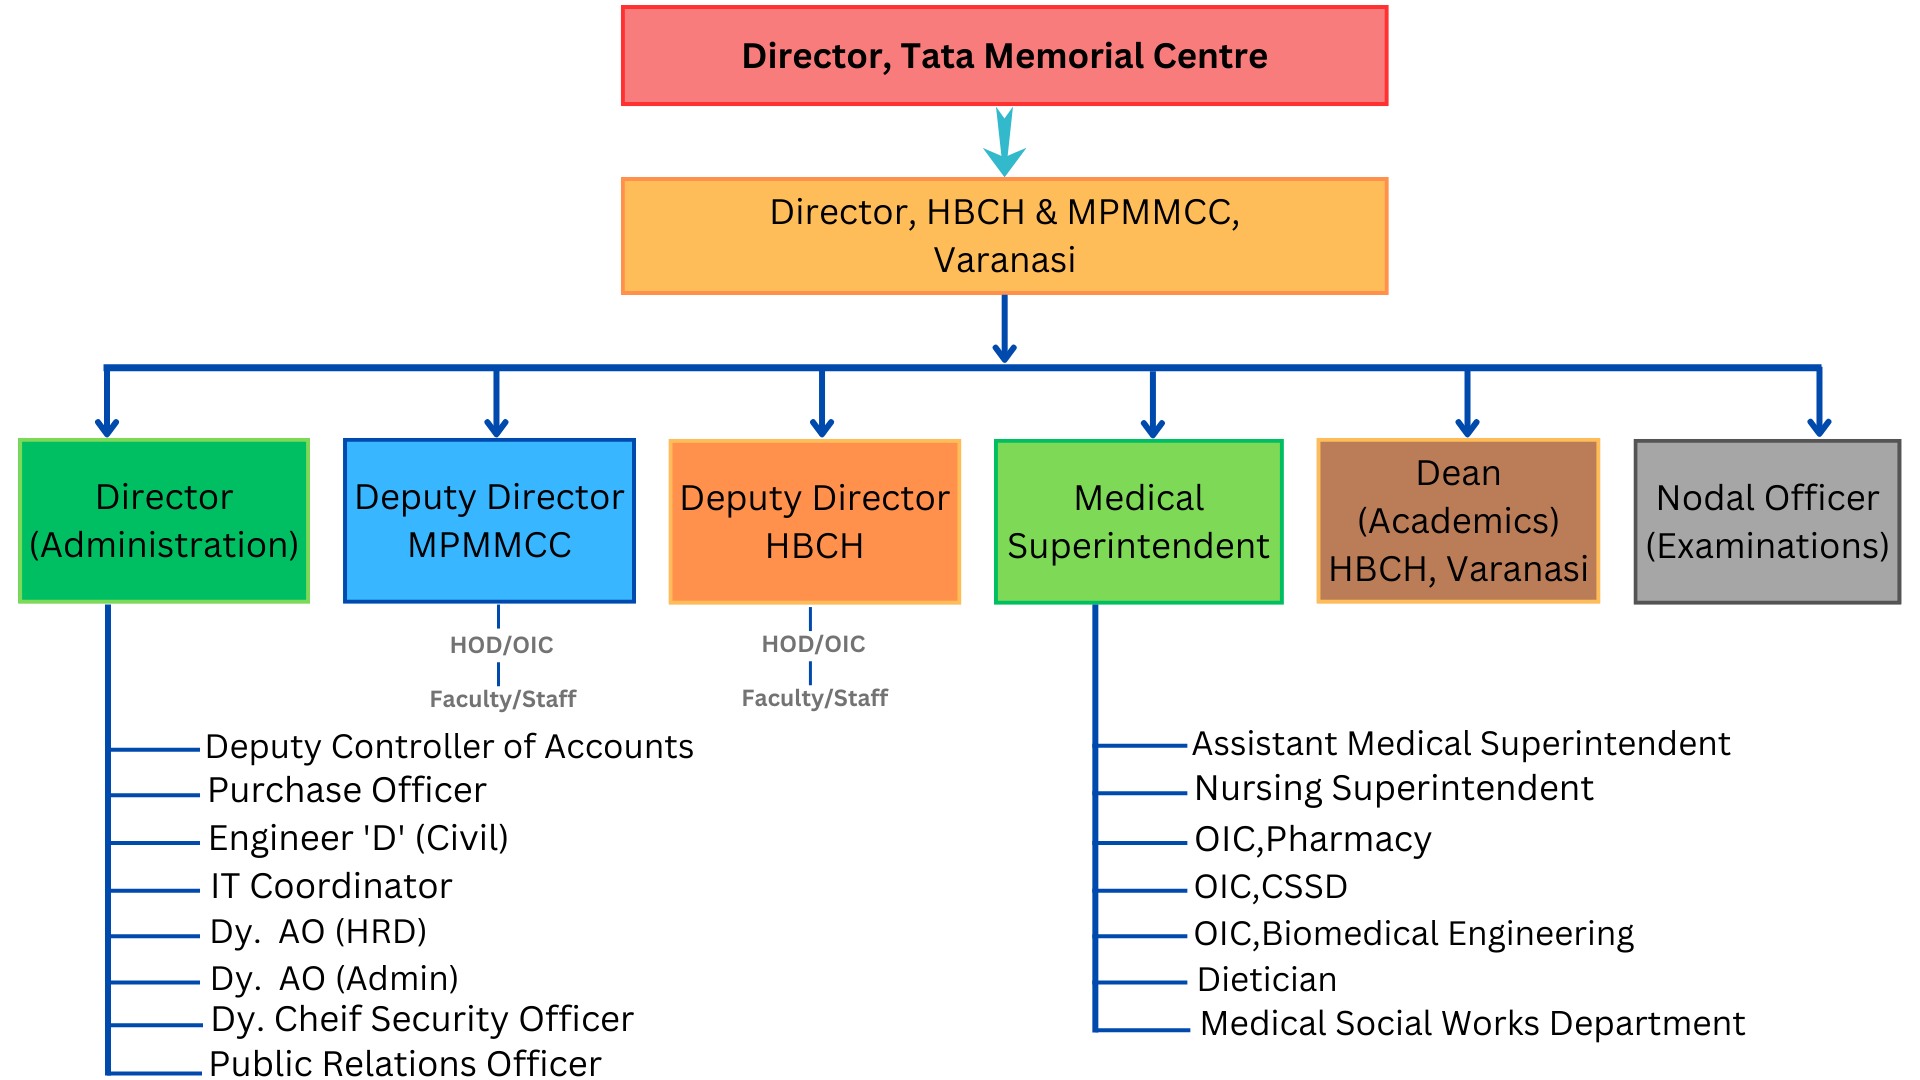 Director, Tata Memorial Centre
Director, HBCH & MPMMCC,
Varanasi
Director
(Administration)
Deputy Director
MPMMCC
Deputy Director
HBCH
Medical
Superintendent
Dean
(Academics)
HBCH, Varanasi
Nodal Officer
(Examinations)
HOD/OIC
Faculty/Staff
HOD/OIC
Faculty/Staff
Deputy Controller of Accounts
Purchase Officer
Engineer 'D' (Civil)
IT Coordinator
Dy.  AO (HRD)
Dy.  AO (Admin)
Dy. Cheif Security Officer
Public Relations Officer
Assistant Medical Superintendent
Nursing Superintendent
OIC,Pharmacy
OIC,CSSD
OIC,Biomedical Engineering
Dietician
Medical Social Works Department